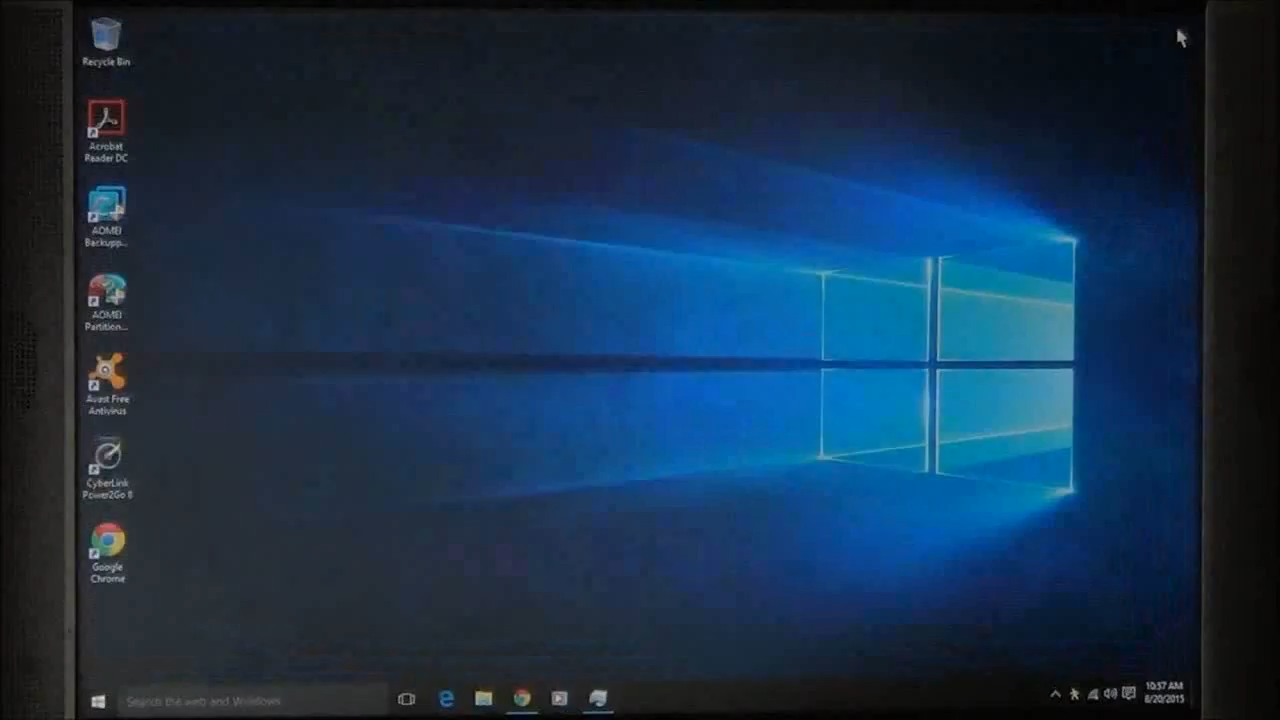 Recycle Bin
Acrobat
Reader DC
AOMEI
Backupp...
AOMEI
Partition...
Avast Free
Antivirus
CyberLink
Power2Go 8
Google
Chrome
Search the web and Windows
10:57 AM
8/20/2015